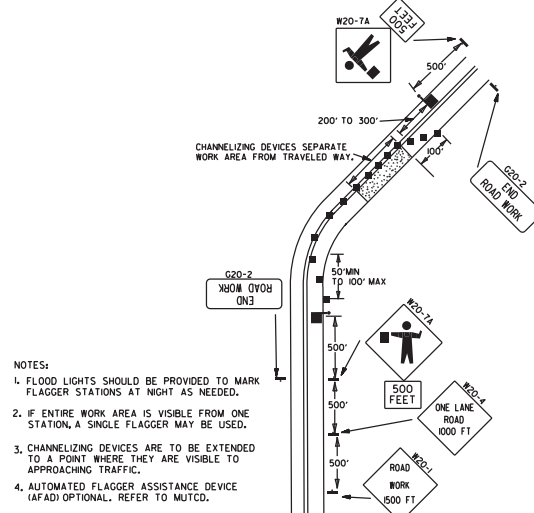 W20-7A
500
FEET
500'
500'
200' TO 300'
CHANNELIZING DEVICES SEPARATE
WORK AREA FROM TRAVELED WAY.
100'
G20-2
END
ROAD WORK
G20-2
END
ROAD WORK
50'MIN
TO 100' MAX
W20-7A
500'
500
FEET
500'
W20-4
ONE LANE
ROAD
1000 FT
500'
W20-1
ROAD
WORK
1500 FT
NOTES:
1. FLOOD LIGHTS SHOULD BE PROVIDED TO MARK
FLAGGER STATIONS AT NIGHT AS NEEDED.
2. IF ENTIRE WORK AREA IS VISIBLE FROM ONE
STATION, A SINGLE FLAGGER MAY BE USED.
3. CHANNELIZING DEVICES ARE TO BE EXTENDED
TO A POINT WHERE THEY ARE VISIBLE TO
APPROACHING TRAFFIC.
4. AUTOMATED FLAGGER ASSISTANCE DEVICE
(AFAD) OPTIONAL. REFER TO MUTCD.